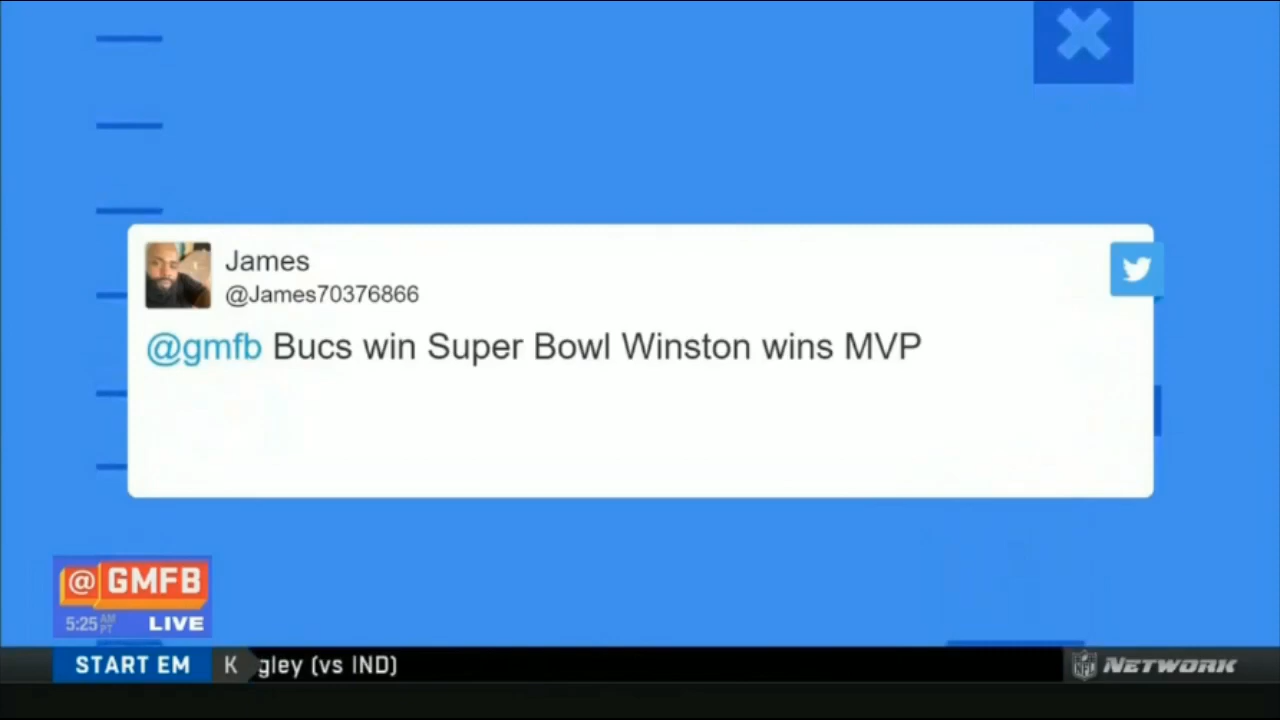 James
@James70376866
@gmfb Bucs win Super Bowl Winston wins MVP
@ GMFB
5:25 AM PT LIVE
START EM K gley (vs IND) NFL NETWORK